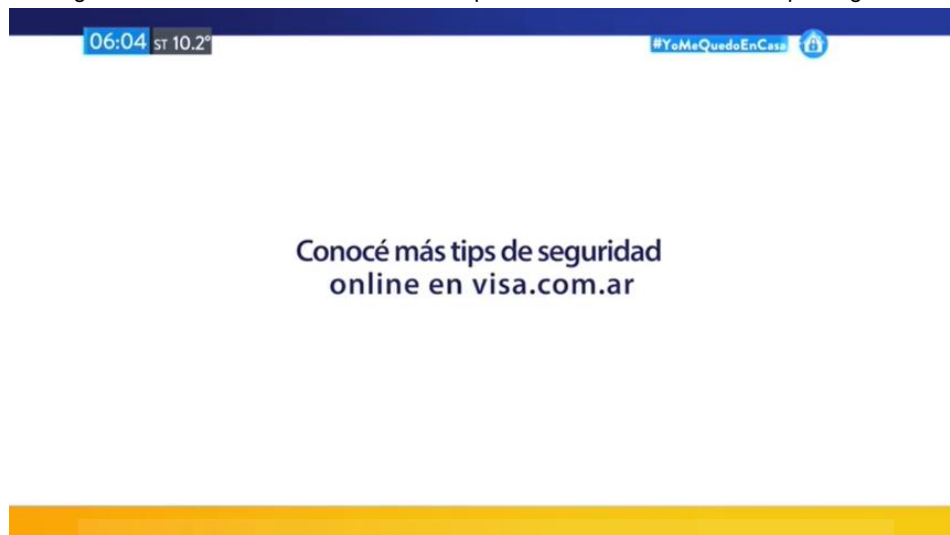 06:04 ST 10.2°
#YoMeQuedoEnCasa
Conocé más tips de seguridad
online en visa.com.ar